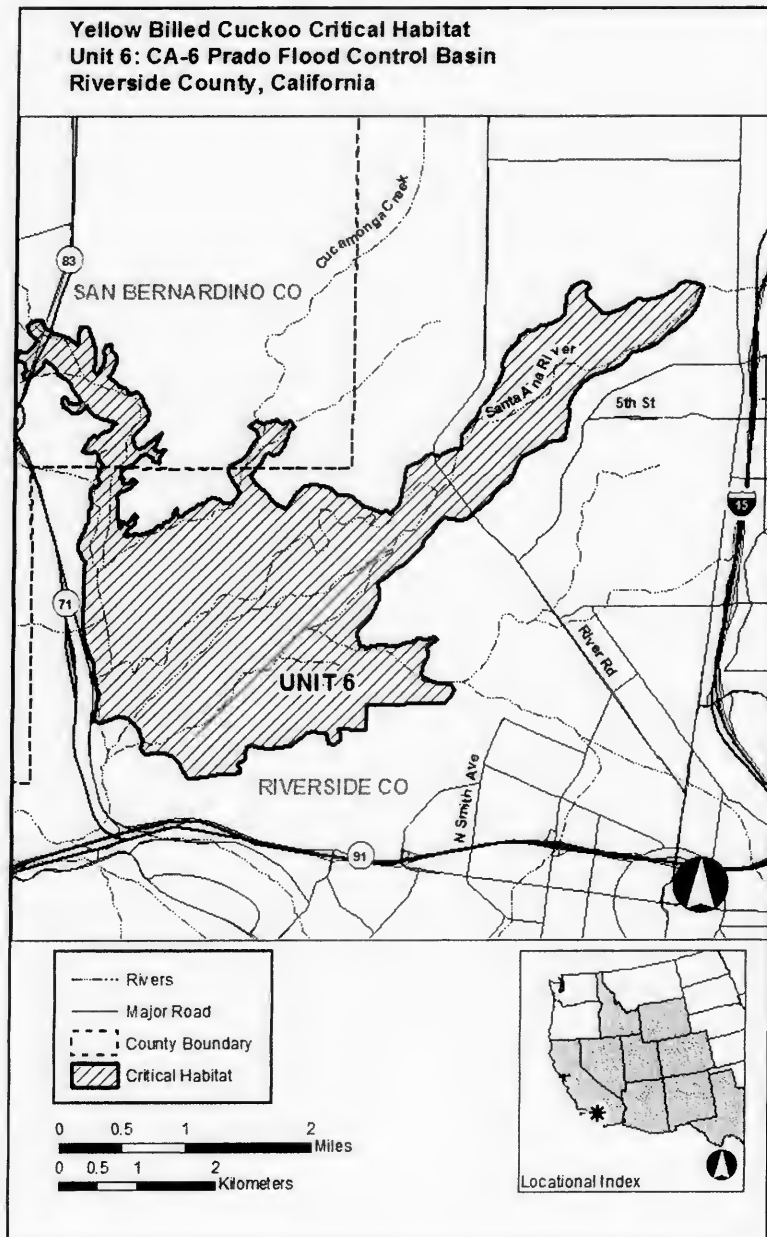 Yellow Billed Cuckoo Critical Habitat
Unit 6: CA-6 Prado Flood Control Basin
Riverside County, California
Cucamonga Creek
83
SAN BERNARDINO CO
Santa Ana River
5th St
15
71
River Rd
UNIT 6
RIVERSIDE CO
N Smith Ave
91
Rivers
Major Road
County Boundary
Critical Habitat
0 0.5 1 2
Miles
0 0.5 1 2
Kilometers
Locational Index